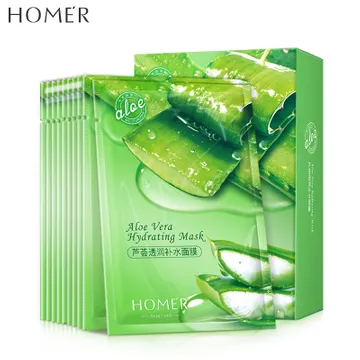 HOMER
aloe
Aloe Vera
Hydrating Mask
芦荟透润补水面膜
HOMER